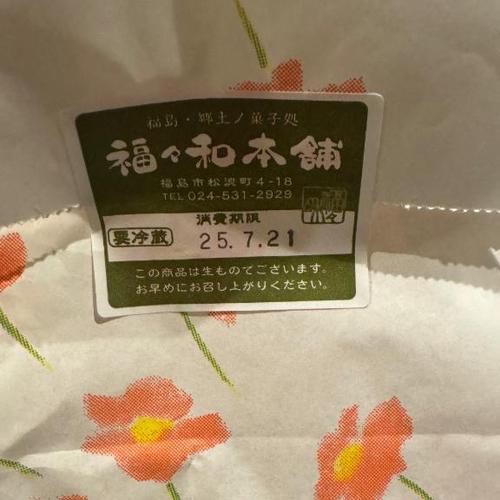 福島・郷土ノ菓子処
福々和本舗
福島市松浪町4-18
TEL 024-531-2929
消費期限
要冷蔵
25.7.21
この商品は生ものでございます。
お早めにお召し上がりください。